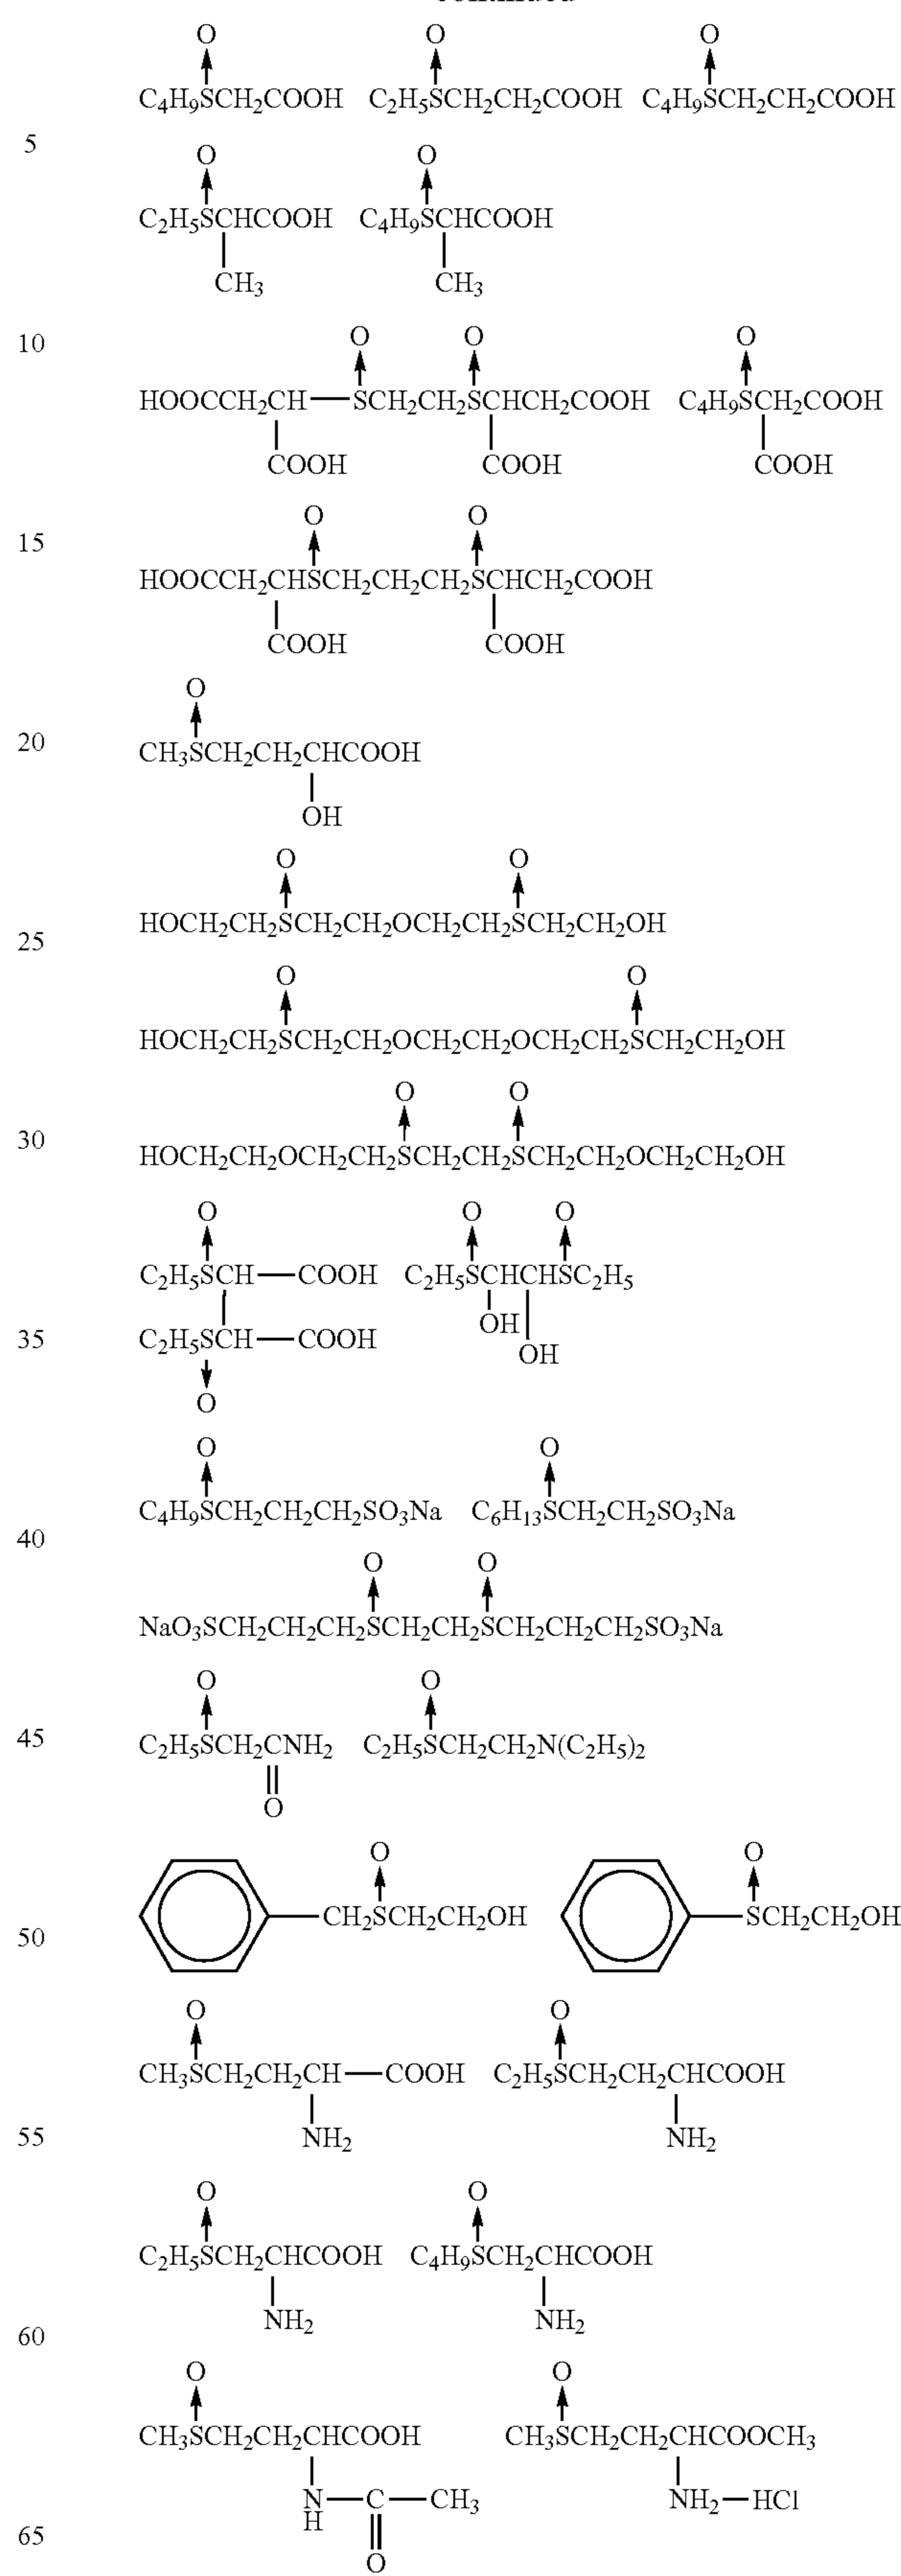 O O O
C4H9SCH2COOH C2H5SCH2CH2COOH C4H9SCH2CH2COOH
5
O O
C2H5SCHCOOH C4H9SCHCOOH
CH3 CH3
10
O O O
HOOCCH2CH SCH2CH2SCHCH2COOH C4H9SCHCH2COOH
COOH COOH COOH
O O
15
HOOCCH2CHSCH2CH2CH2SCHCH2COOH
COOH COOH
O
20
CH3SCH2CH2CHCOOH
OH
O O
HOCH2CH2SCH2CH2OCH2CH2SCH2CH2OH
25
O O
HOCH2CH2SCH2CH2OCH2CH2OCH2CH2SCH2CH2OH
O O
30
HOCH2CH2OCH2CH2SCH2CH2SCH2CH2OCH2CH2OH
O O O
C2H5SCH COOH C2H5SCHCHSC2H5
OH
35
C2H5SCH COOH
OH
O
O O
C4H9SCH2CH2CH2SO3Na C6H13SCH2CH2SO3Na
40
O O
NaO3SCH2CH2CH2SCH2CH2SCH2CH2CH2SO3Na
O O
45
C2H5SCH2CNH2 C2H5SCH2CH2N(C2H5)2
O
O O
CH2SCH2CH2OH SCH2CH2OH
50
O O
CH3SCH2CH2CH COOH C2H5SCH2CH2CHCOOH
55
NH2 NH2
O O
C2H5SCH2CHCOOH C4H9SCH2CHCOOH
NH2 NH2
60
O O
CH3SCH2CH2CHCOOH CH3SCH2CH2CHCOOCH3
N C CH3 NH2 HCl
H
65
O